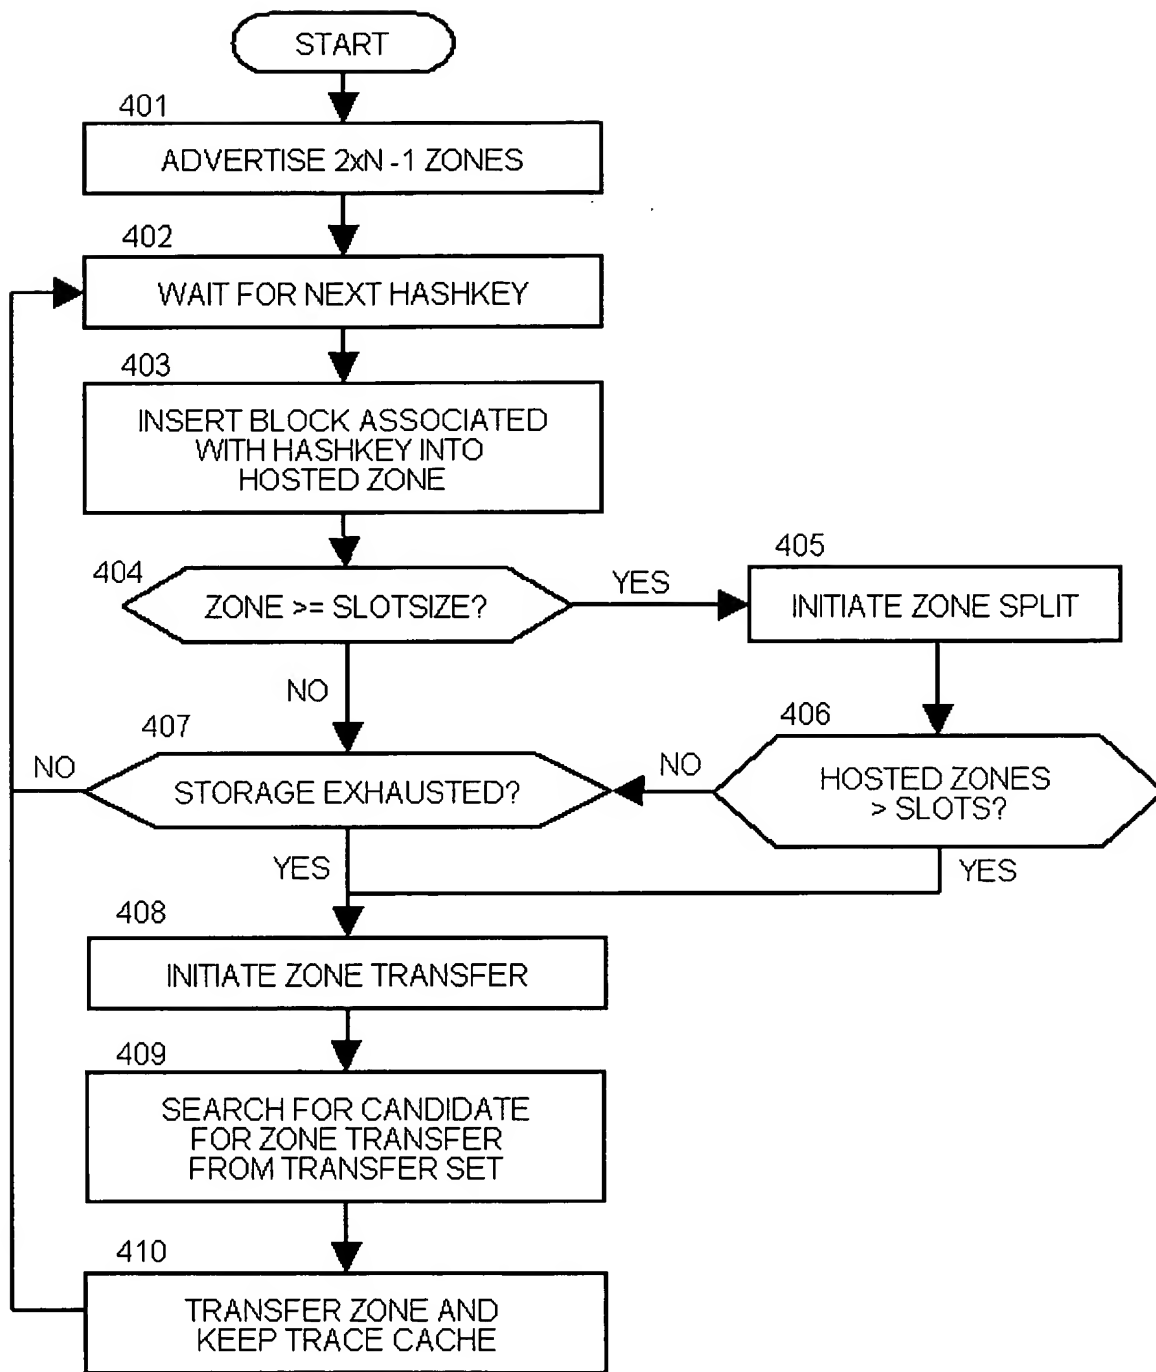 START
401
ADVERTISE 2xN -1 ZONES
402
WAIT FOR NEXT HASHKEY
403
INSERT BLOCK ASSOCIATED
WITH HASHKEY INTO
HOSTED ZONE
404
ZONE >= SLOTSIZE?
YES
405
INITIATE ZONE SPLIT
NO
406
HOSTED ZONES
> SLOTS?
NO
YES
407
STORAGE EXHAUSTED?
NO
YES
408
INITIATE ZONE TRANSFER
409
SEARCH FOR CANDIDATE
FOR ZONE TRANSFER
FROM TRANSFER SET
410
TRANSFER ZONE AND
KEEP TRACE CACHE